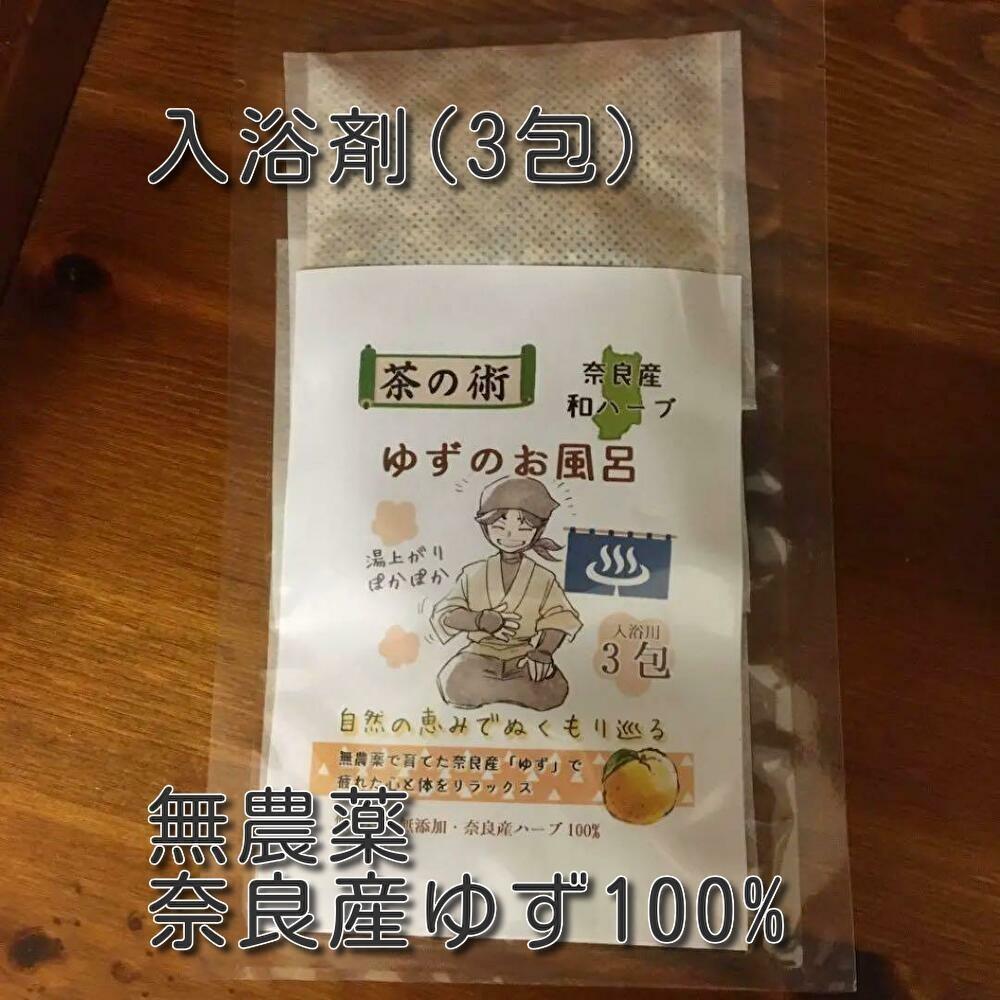 入浴剤(3包)
茶の術
奈良産
和ハーブ
ゆずのお風呂
湯上がり
ぽかぽか
入浴用
3包
自然の恵みでぬくもり巡る
無農薬で育てた奈良産「ゆず」で
疲れた心と体をリラックス
無添加・奈良産ハーブ100%
無農薬
奈良産ゆず100%